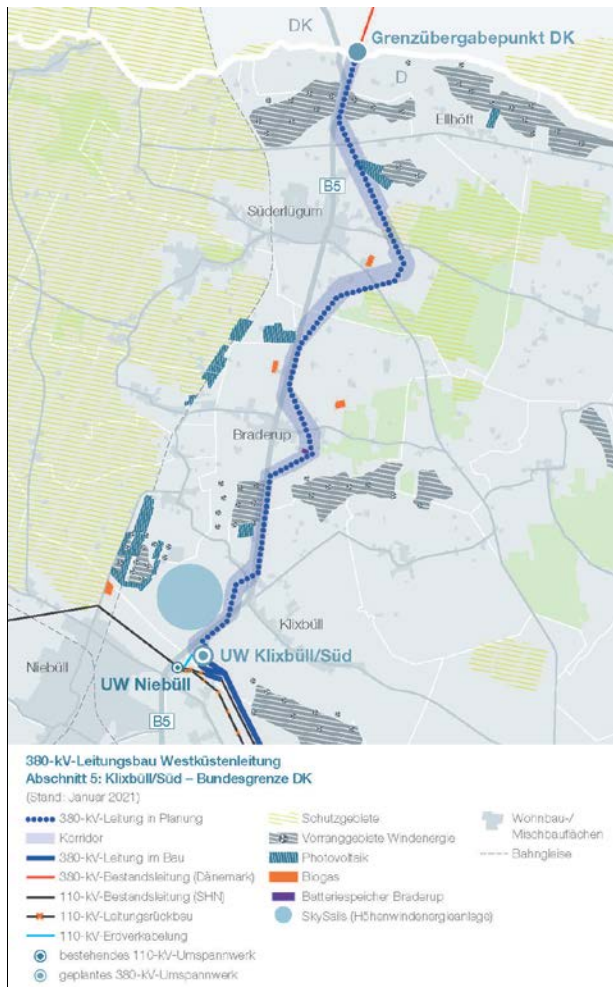 DK
Grenzübergabepunkt DK
D
Ellhöft
B5
Süderlügum
Braderup
Klixbüll
UW Klixbüll/Süd
Niebüll
UW Niebüll
B5
380-kV-Leitungsbau Westküstenleitung
Abschnitt 5: Klixbüll/Süd – Bundesgrenze DK
(Stand: Januar 2021)
380-kV-Leitung in Planung
Korridor
380-kV-Leitung im Bau
380-kV-Bestandsleitung (Dänemark)
110-kV-Bestandsleitung (SHN)
110-kV-Leitungsrückbau
110-kV-Erdverkabelung
bestehendes 110-kV-Umspannwerk
geplantes 380-kV-Umspannwerk
Schutzgebiete
Vorranggebiete Windenergie
Photovoltaik
Biogas
Batteriespeicher Braderup
SkySails (Höhenwindenergieanlage)
Wohnbau-/
Mischbauflächen
Bahngleise